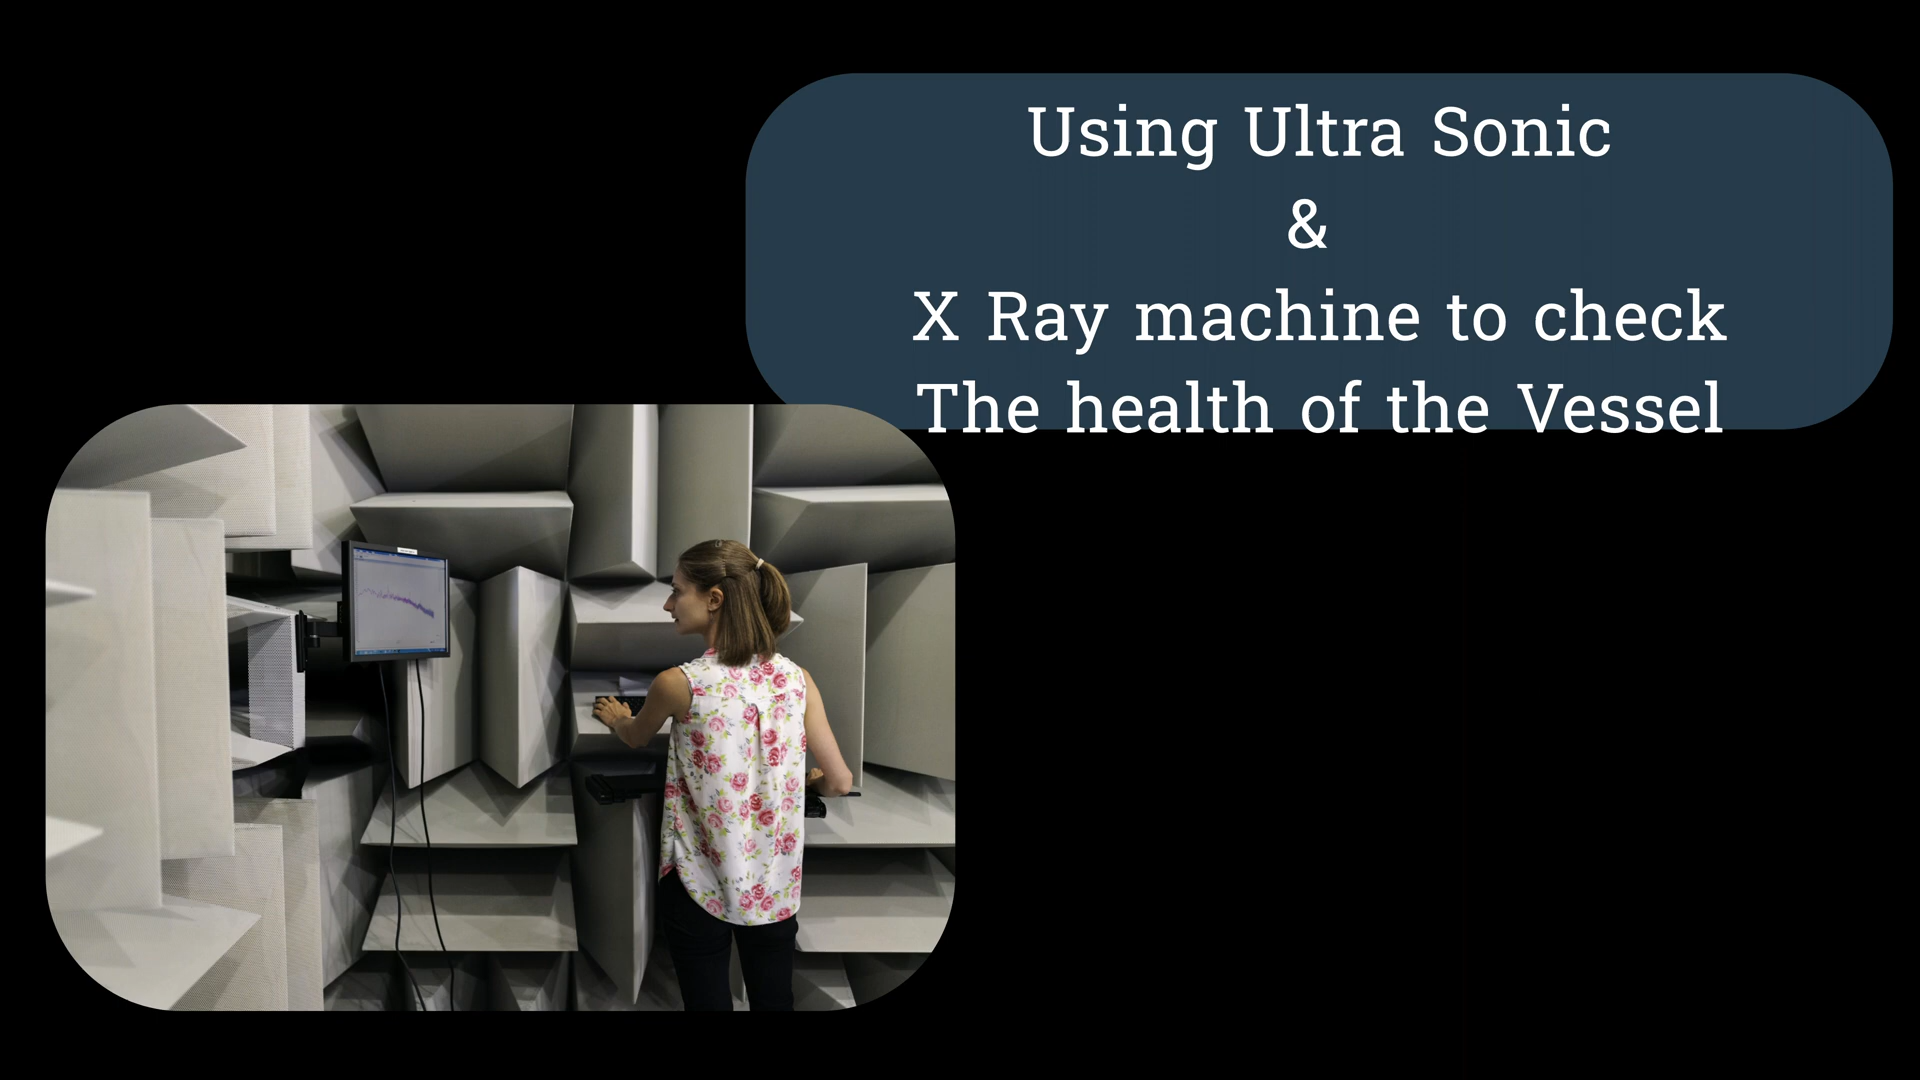 Using Ultra Sonic
&
X Ray machine to check
The health of the Vessel